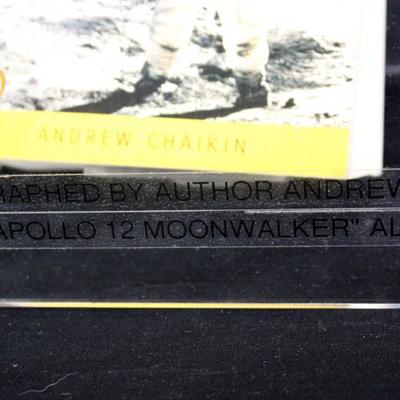 ANDREW CHAIKIN
RAPHED BY AUTHOR ANDREW
APOLLO 12 MOONWALKER" AL